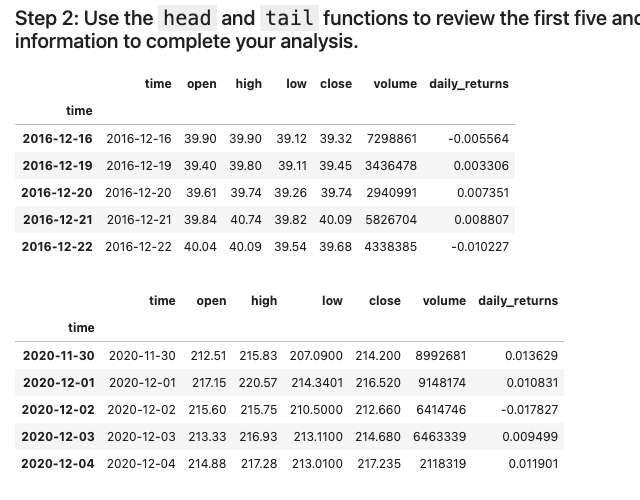 Step 2: Use the head and tail functions to review the first five and
information to complete your analysis.
time open high low close volume daily_returns
time
2016-12-16 2016-12-16 39.90 39.90 39.12 39.32 7298861 -0.005564
2016-12-19 2016-12-19 39.40 39.80 39.11 39.45 3436478 0.003306
2016-12-20 2016-12-20 39.61 39.74 39.26 39.74 2940991 0.007351
2016-12-21 2016-12-21 39.84 40.74 39.82 40.09 5826704 0.008807
2016-12-22 2016-12-22 40.04 40.09 39.54 39.68 4338385 -0.010227
time open high low close volume daily_returns
time
2020-11-30 2020-11-30 212.51 215.83 207.0900 214.200 8992681 0.013629
2020-12-01 2020-12-01 217.15 220.57 214.3401 216.520 9148174 0.010831
2020-12-02 2020-12-02 215.60 215.75 210.5000 212.660 6414746 -0.017827
2020-12-03 2020-12-03 213.33 216.93 213.1100 214.680 6463339 0.009499
2020-12-04 2020-12-04 214.88 217.28 213.0100 217.235 2118319 0.011901